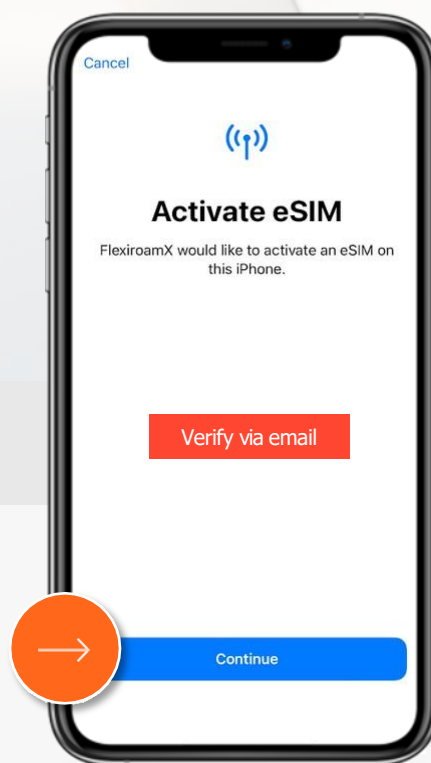 Cancel
Activate eSIM
FlexiroamX would like to activate an eSIM on
this iPhone.
Verify via email
Continue